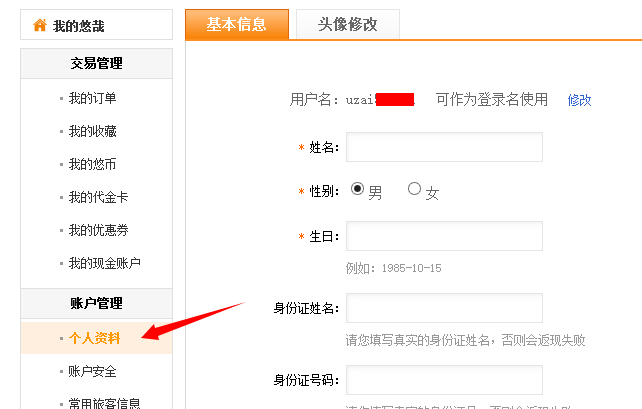 我的悠哉
交易管理
我的订单
我的收藏
我的悠币
我的代金卡
我的优惠券
我的现金账户
账户管理
个人资料
账户安全
常用旅客信息
基本信息 头像修改
用户名：uzai 可作为登录名使用 修改
* 姓名：
* 性别： 男 女
* 生日：
例如：1985-10-15
身份证姓名：
请您填写真实的身份证姓名，否则会返现失败
身份证号码：